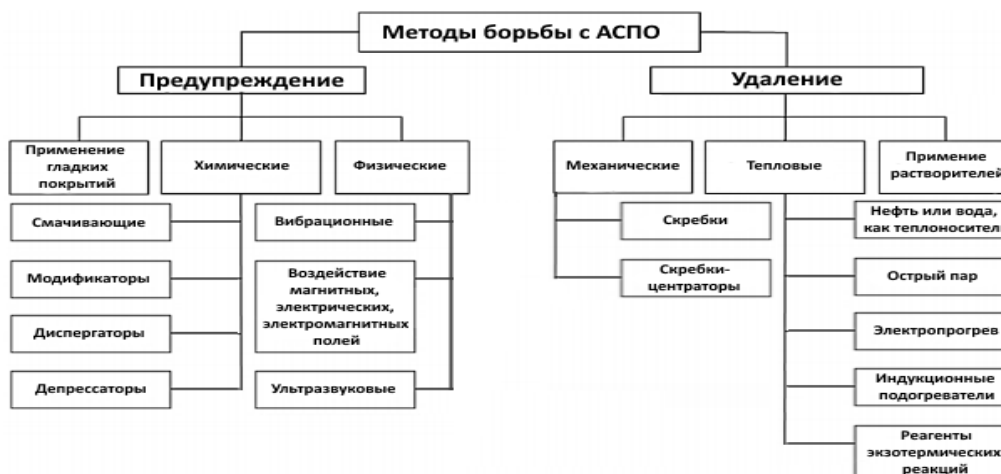 Методы борьбы с АСПО
Предупреждение
Удаление
Применение
гладких
покрытий
Химические
Физические
Механические
Тепловые
Примение
растворителей
Смачивающие
Модификаторы
Диспергаторы
Депрессаторы
Вибрационные
Воздействие
магнитных,
электрических,
электромагнитных
полей
Ультразвуковые
Скребки
Скребки-
центраторы
Нефть или вода,
как теплоносител
Острый пар
Электропрогрев
Индукционные
подогреватели
Реагенты
экзотермических
реакций